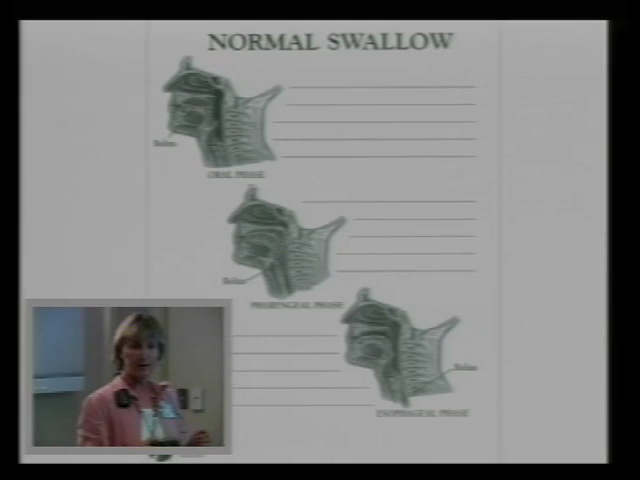 NORMAL SWALLOW
Bolus
ORAL PHASE
Bolus
PHARYNGEAL PHASE
Bolus
ESOPHAGEAL PHASE